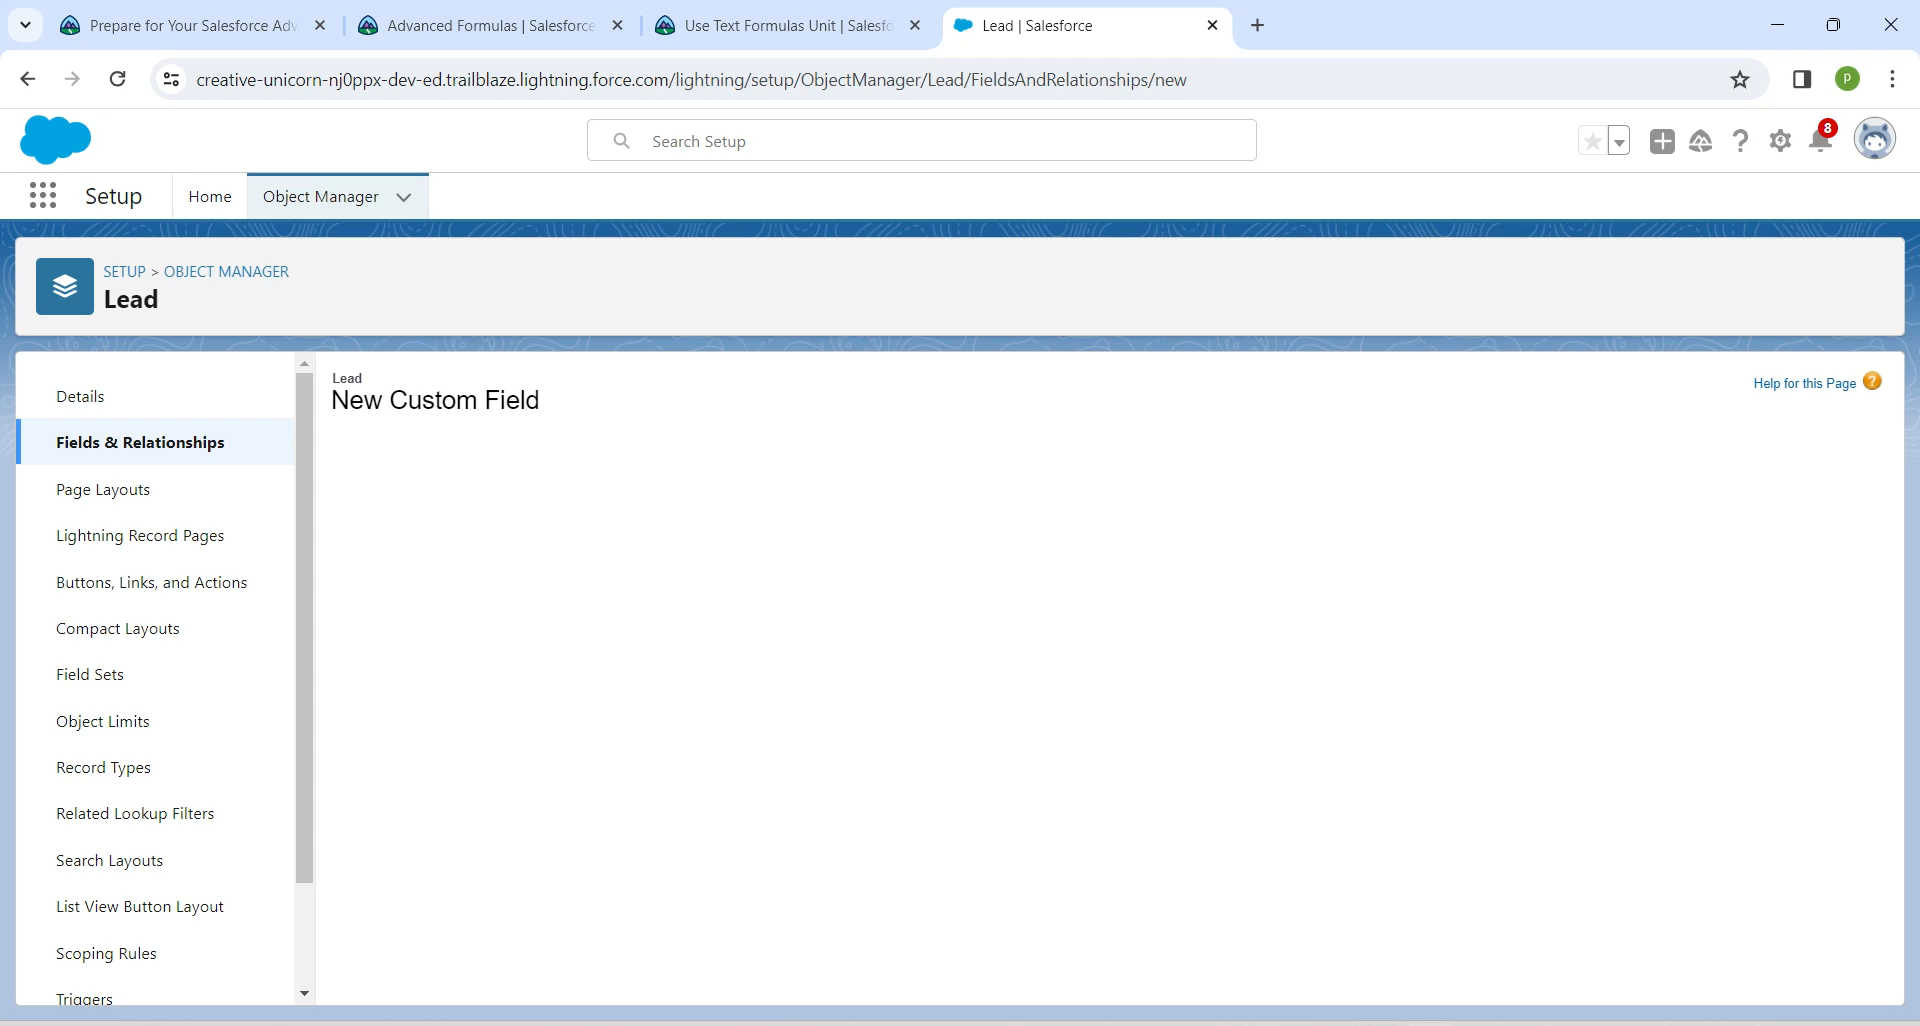 Prepare for Your Salesforce Adv
Advanced Formulas | Salesforce
Use Text Formulas Unit | Salesfo
Lead | Salesforce
creative-unicorn-nj0ppx-dev-ed.trailblaze.lightning.force.com/lightning/setup/ObjectManager/Lead/FieldsAndRelationships/new
P
Search Setup
8
Setup
Home
Object Manager
SETUP > OBJECT MANAGER
Lead
Details
Fields & Relationships
Page Layouts
Lightning Record Pages
Buttons, Links, and Actions
Compact Layouts
Field Sets
Object Limits
Record Types
Related Lookup Filters
Search Layouts
List View Button Layout
Scoping Rules
Triggers
Lead
New Custom Field
Help for this Page ?